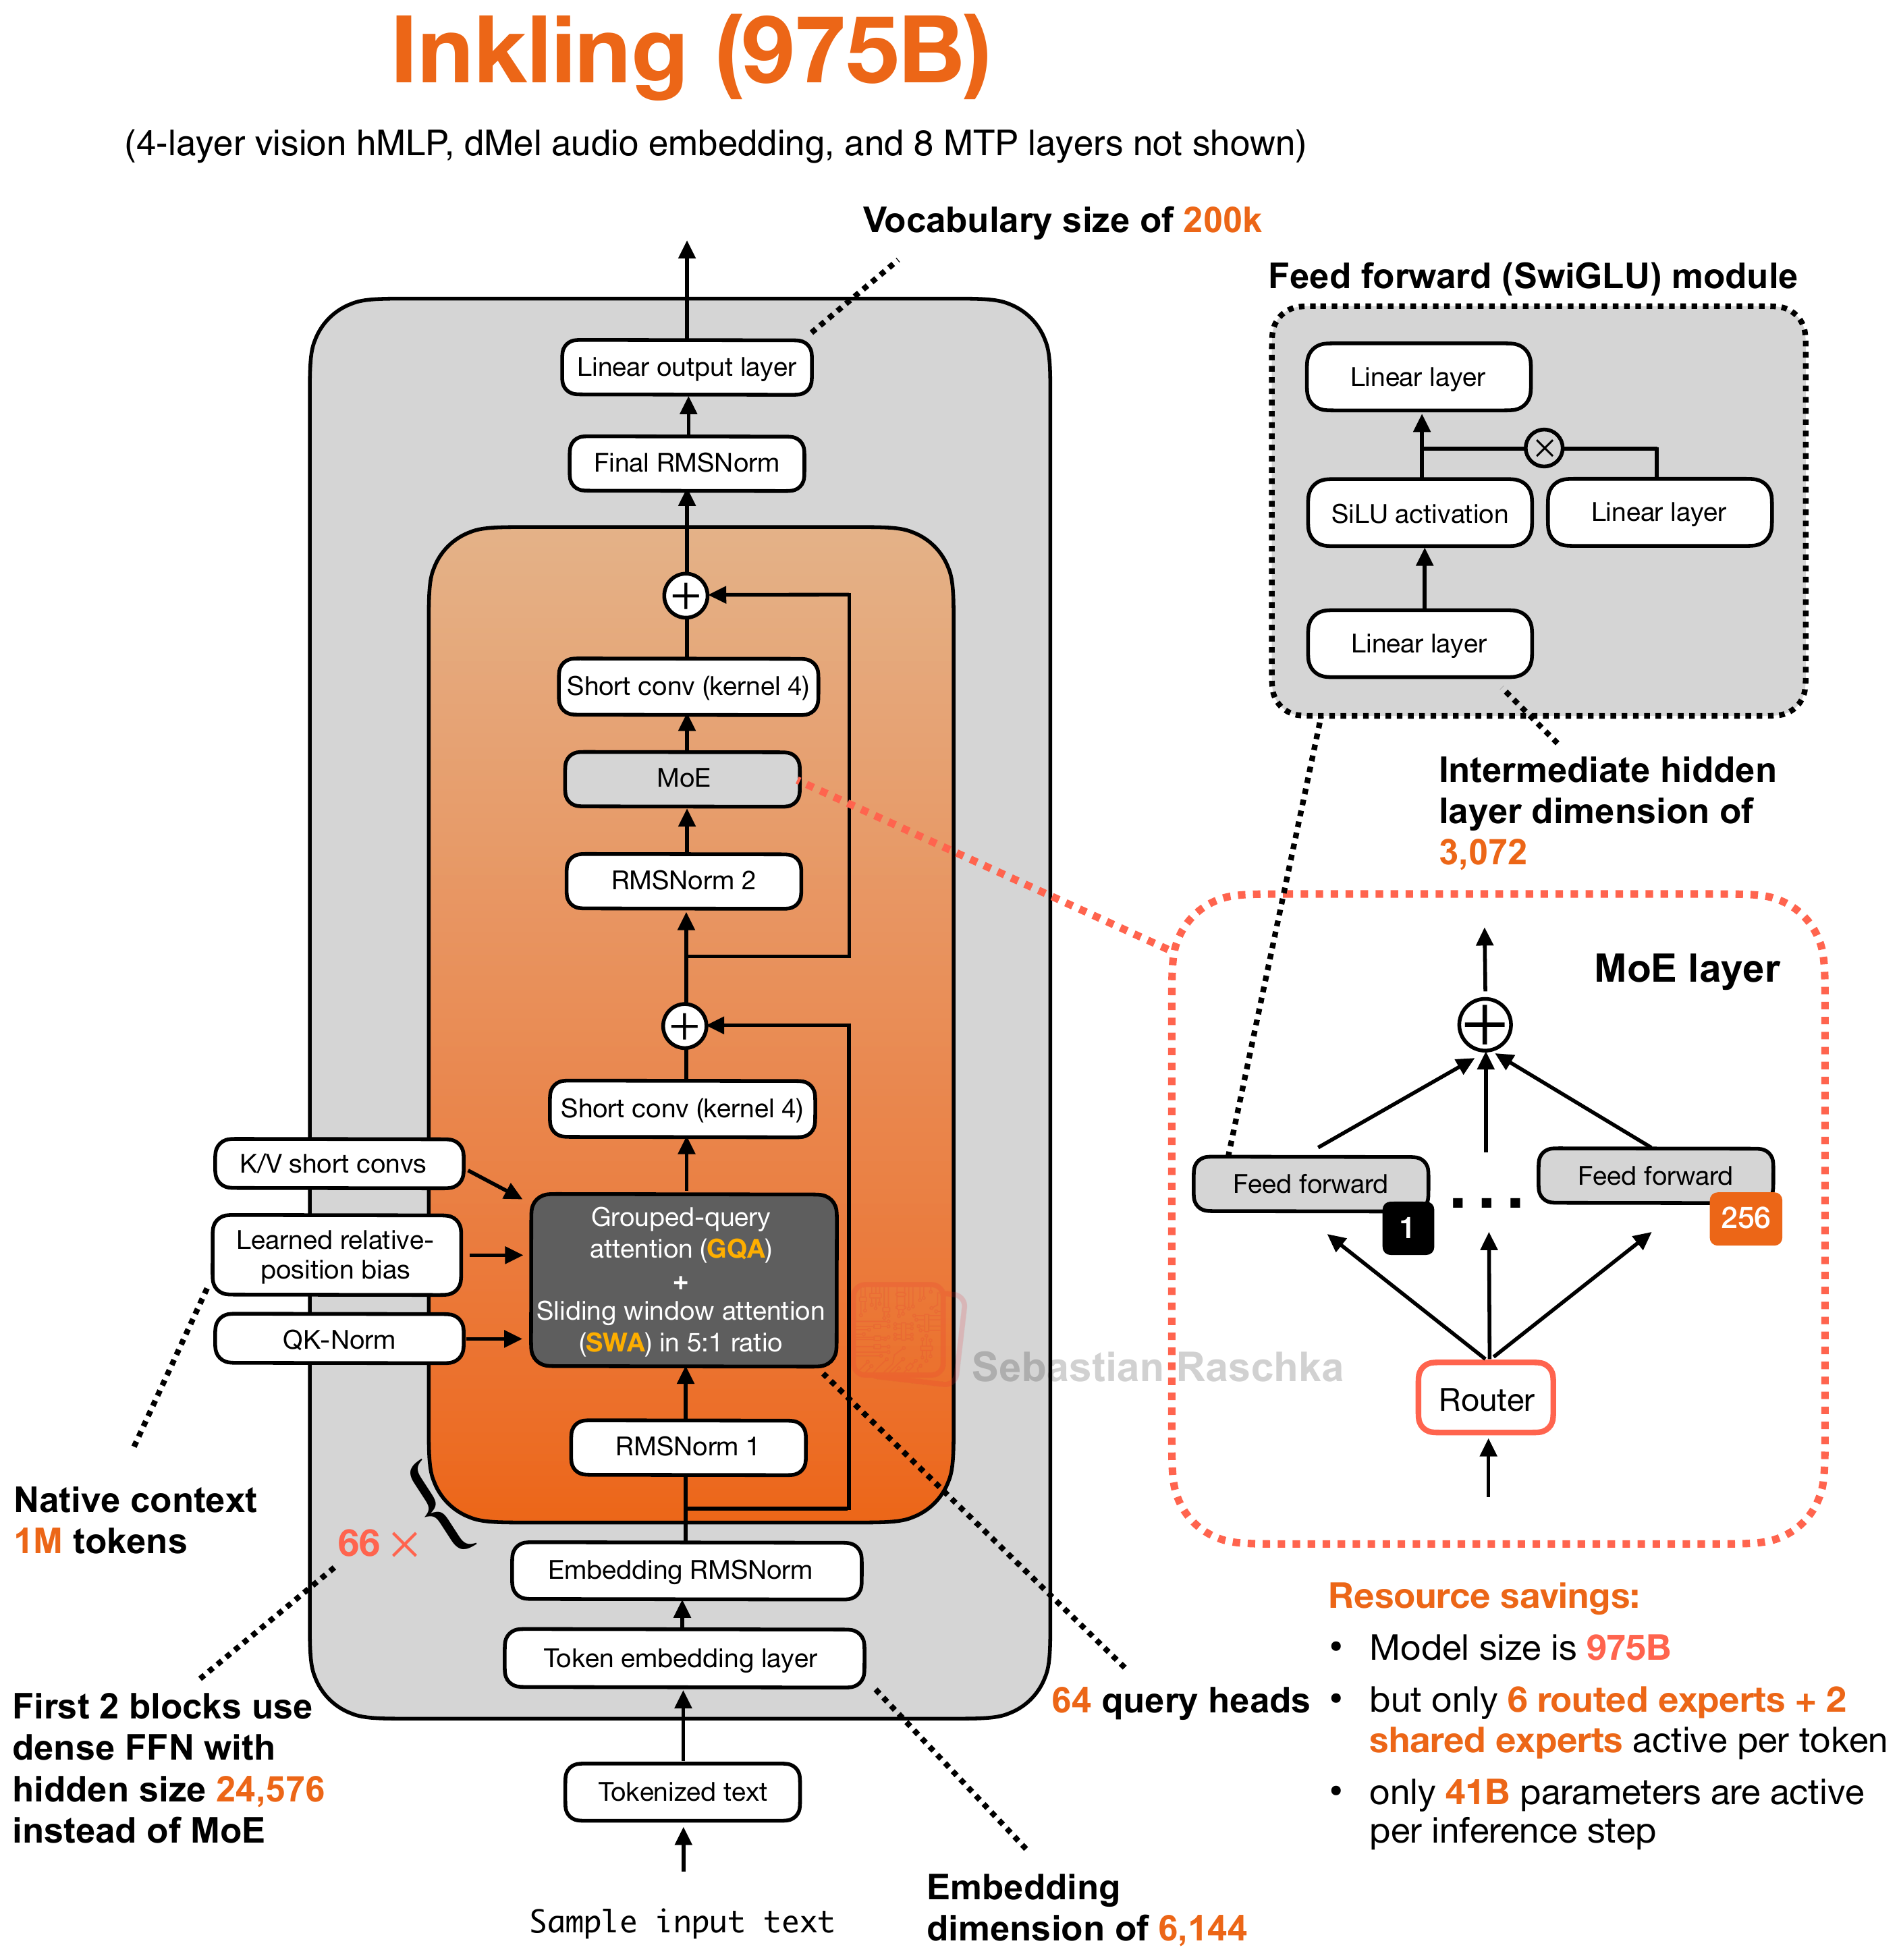 Inkling (975B)
(4-layer vision hMLP, dMel audio embedding, and 8 MTP layers not shown)
Vocabulary size of 200k
Linear output layer
Final RMSNorm
Short conv (kernel 4)
MoE
RMSNorm 2
Short conv (kernel 4)
K/V short convs
Learned relative-
position bias
QK-Norm
Grouped-query
attention (GQA)
+
Sliding window attention
(SWA) in 5:1 ratio
RMSNorm 1
Native context
1M tokens
66 ×
Embedding RMSNorm
Token embedding layer
First 2 blocks use
dense FFN with
hidden size 24,576
instead of MoE
Tokenized text
Sample input text
64 query heads
Embedding
dimension of 6,144
Sebastian Raschka
Feed forward (SwiGLU) module
Linear layer
SiLU activation
Linear layer
Linear layer
Intermediate hidden
layer dimension of
3,072
MoE layer
Feed forward
1
...
Feed forward
256
Router
Resource savings:
• Model size is 975B
• but only 6 routed experts + 2
shared experts active per token
• only 41B parameters are active
per inference step